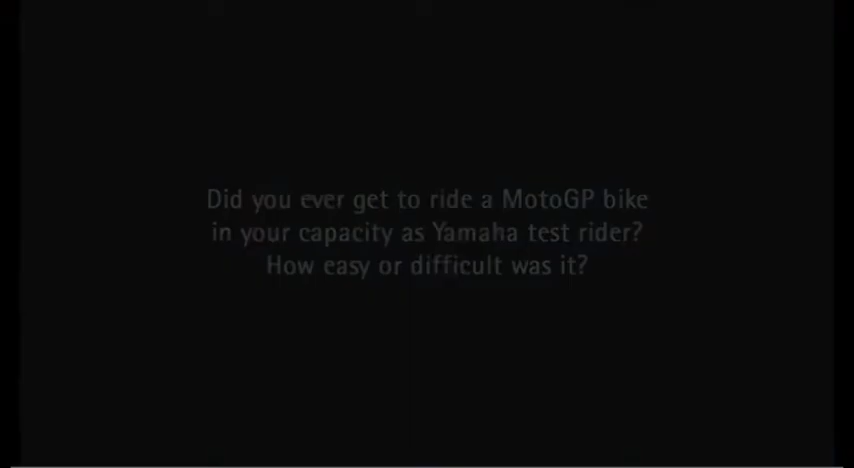 Did you ever get to ride a MotoGP bike
in your capacity as Yamaha test rider?
How easy or difficult was it?